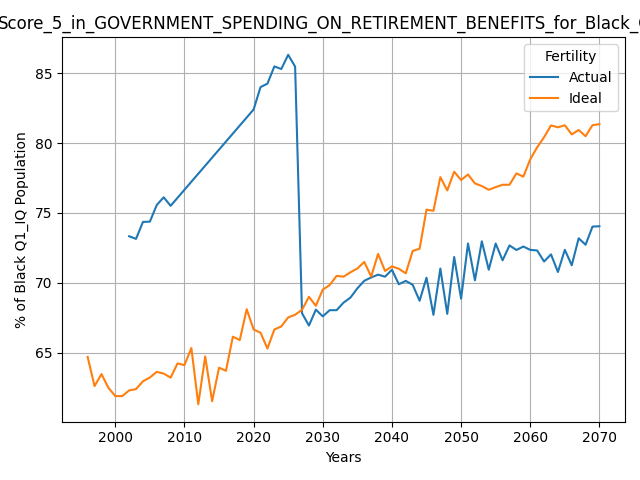 Score_5_in_GOVERNMENT_SPENDING_ON_RETIREMENT_BENEFITS_for_Black_
Fertility
Actual
Ideal
85
80
75
70
65
% of Black Q1_IQ Population
2000 2010 2020 2030 2040 2050 2060 2070
Years